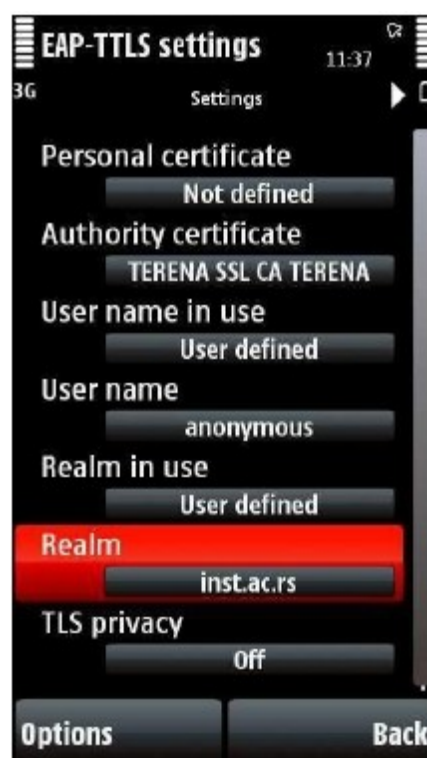 EAP-TTLS settings
11:37
3G
Settings
Personal certificate
Not defined
Authority certificate
TERENA SSL CA TERENA
User name in use
User defined
User name
anonymous
Realm in use
User defined
Realm
inst.ac.rs
TLS privacy
Off
Options
Back